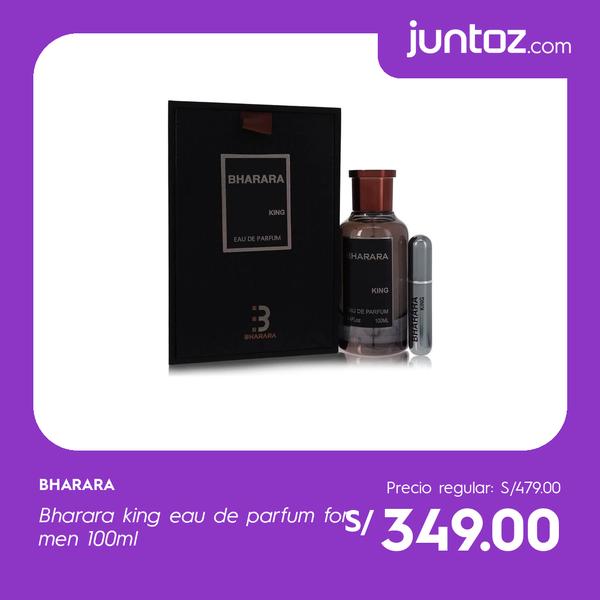 juntoz.com
BHARARA
KING
EAU DE PARFUM
B
BHARARA
BHARARA
KING
EAU DE PARFUM
100ML
BHARARA
KING
BHARARA
Bharara king eau de parfum for
men 100ml
Precio regular: S/479.00
S/ 349.00